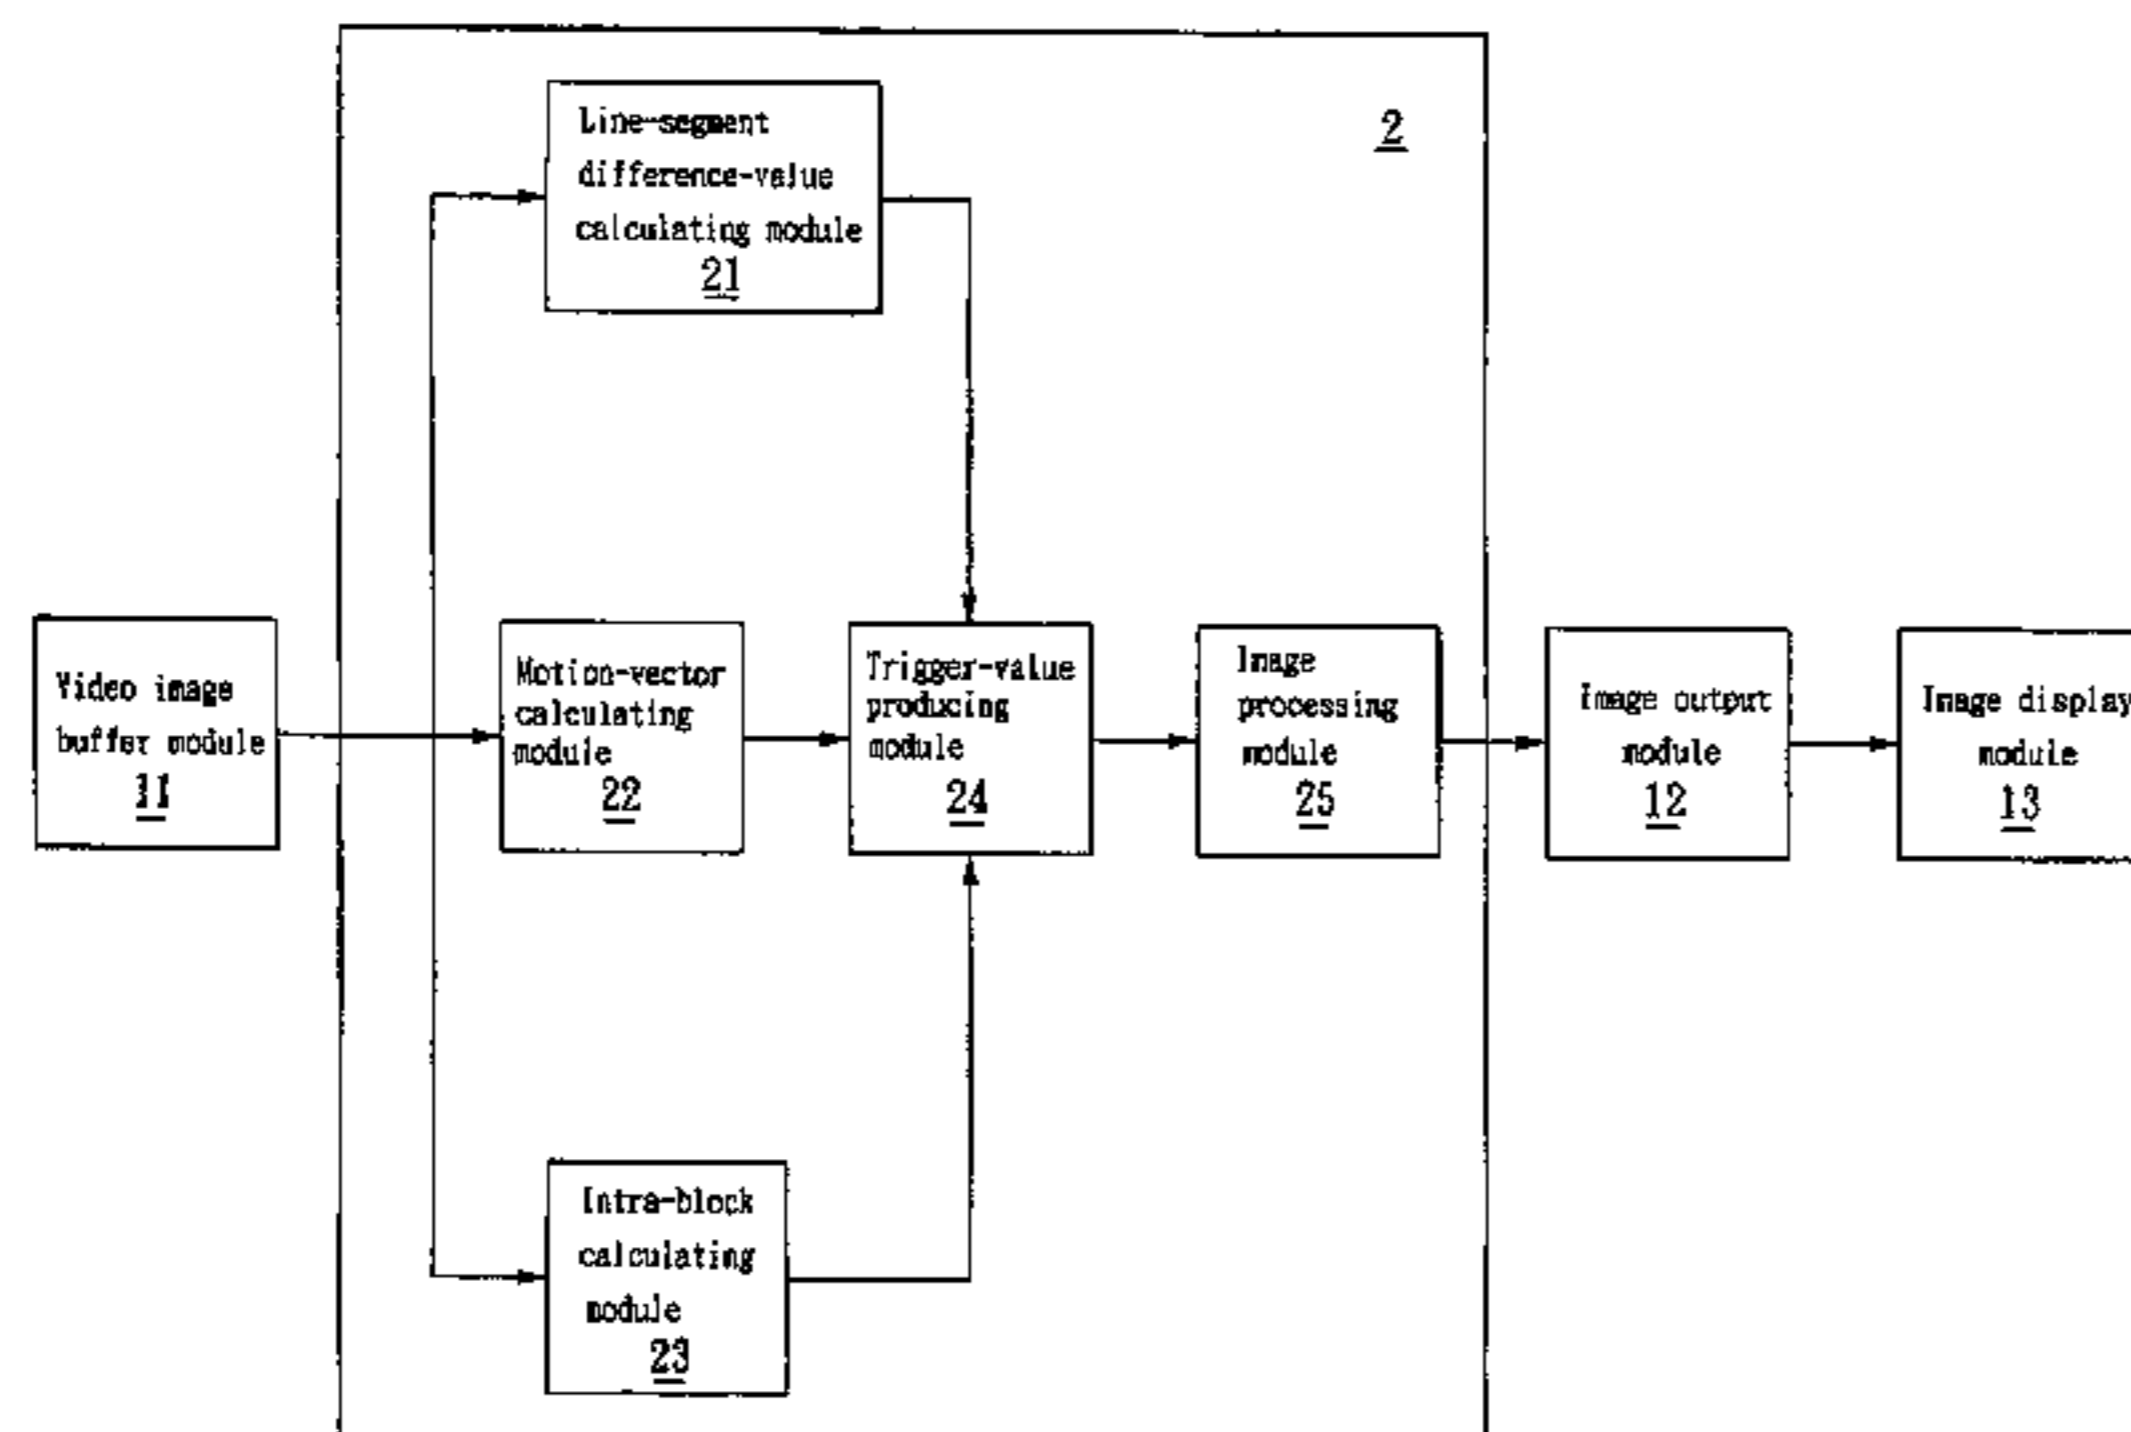 Line-segment
difference-value
calculating module
21
2
Video image
buffer module
11
Motion-vector
calculating
module
22
Trigger-value
producing
module
24
Image
processing
module
25
Image output
module
12
Image display
module
13
Intra-block
calculating
module
23